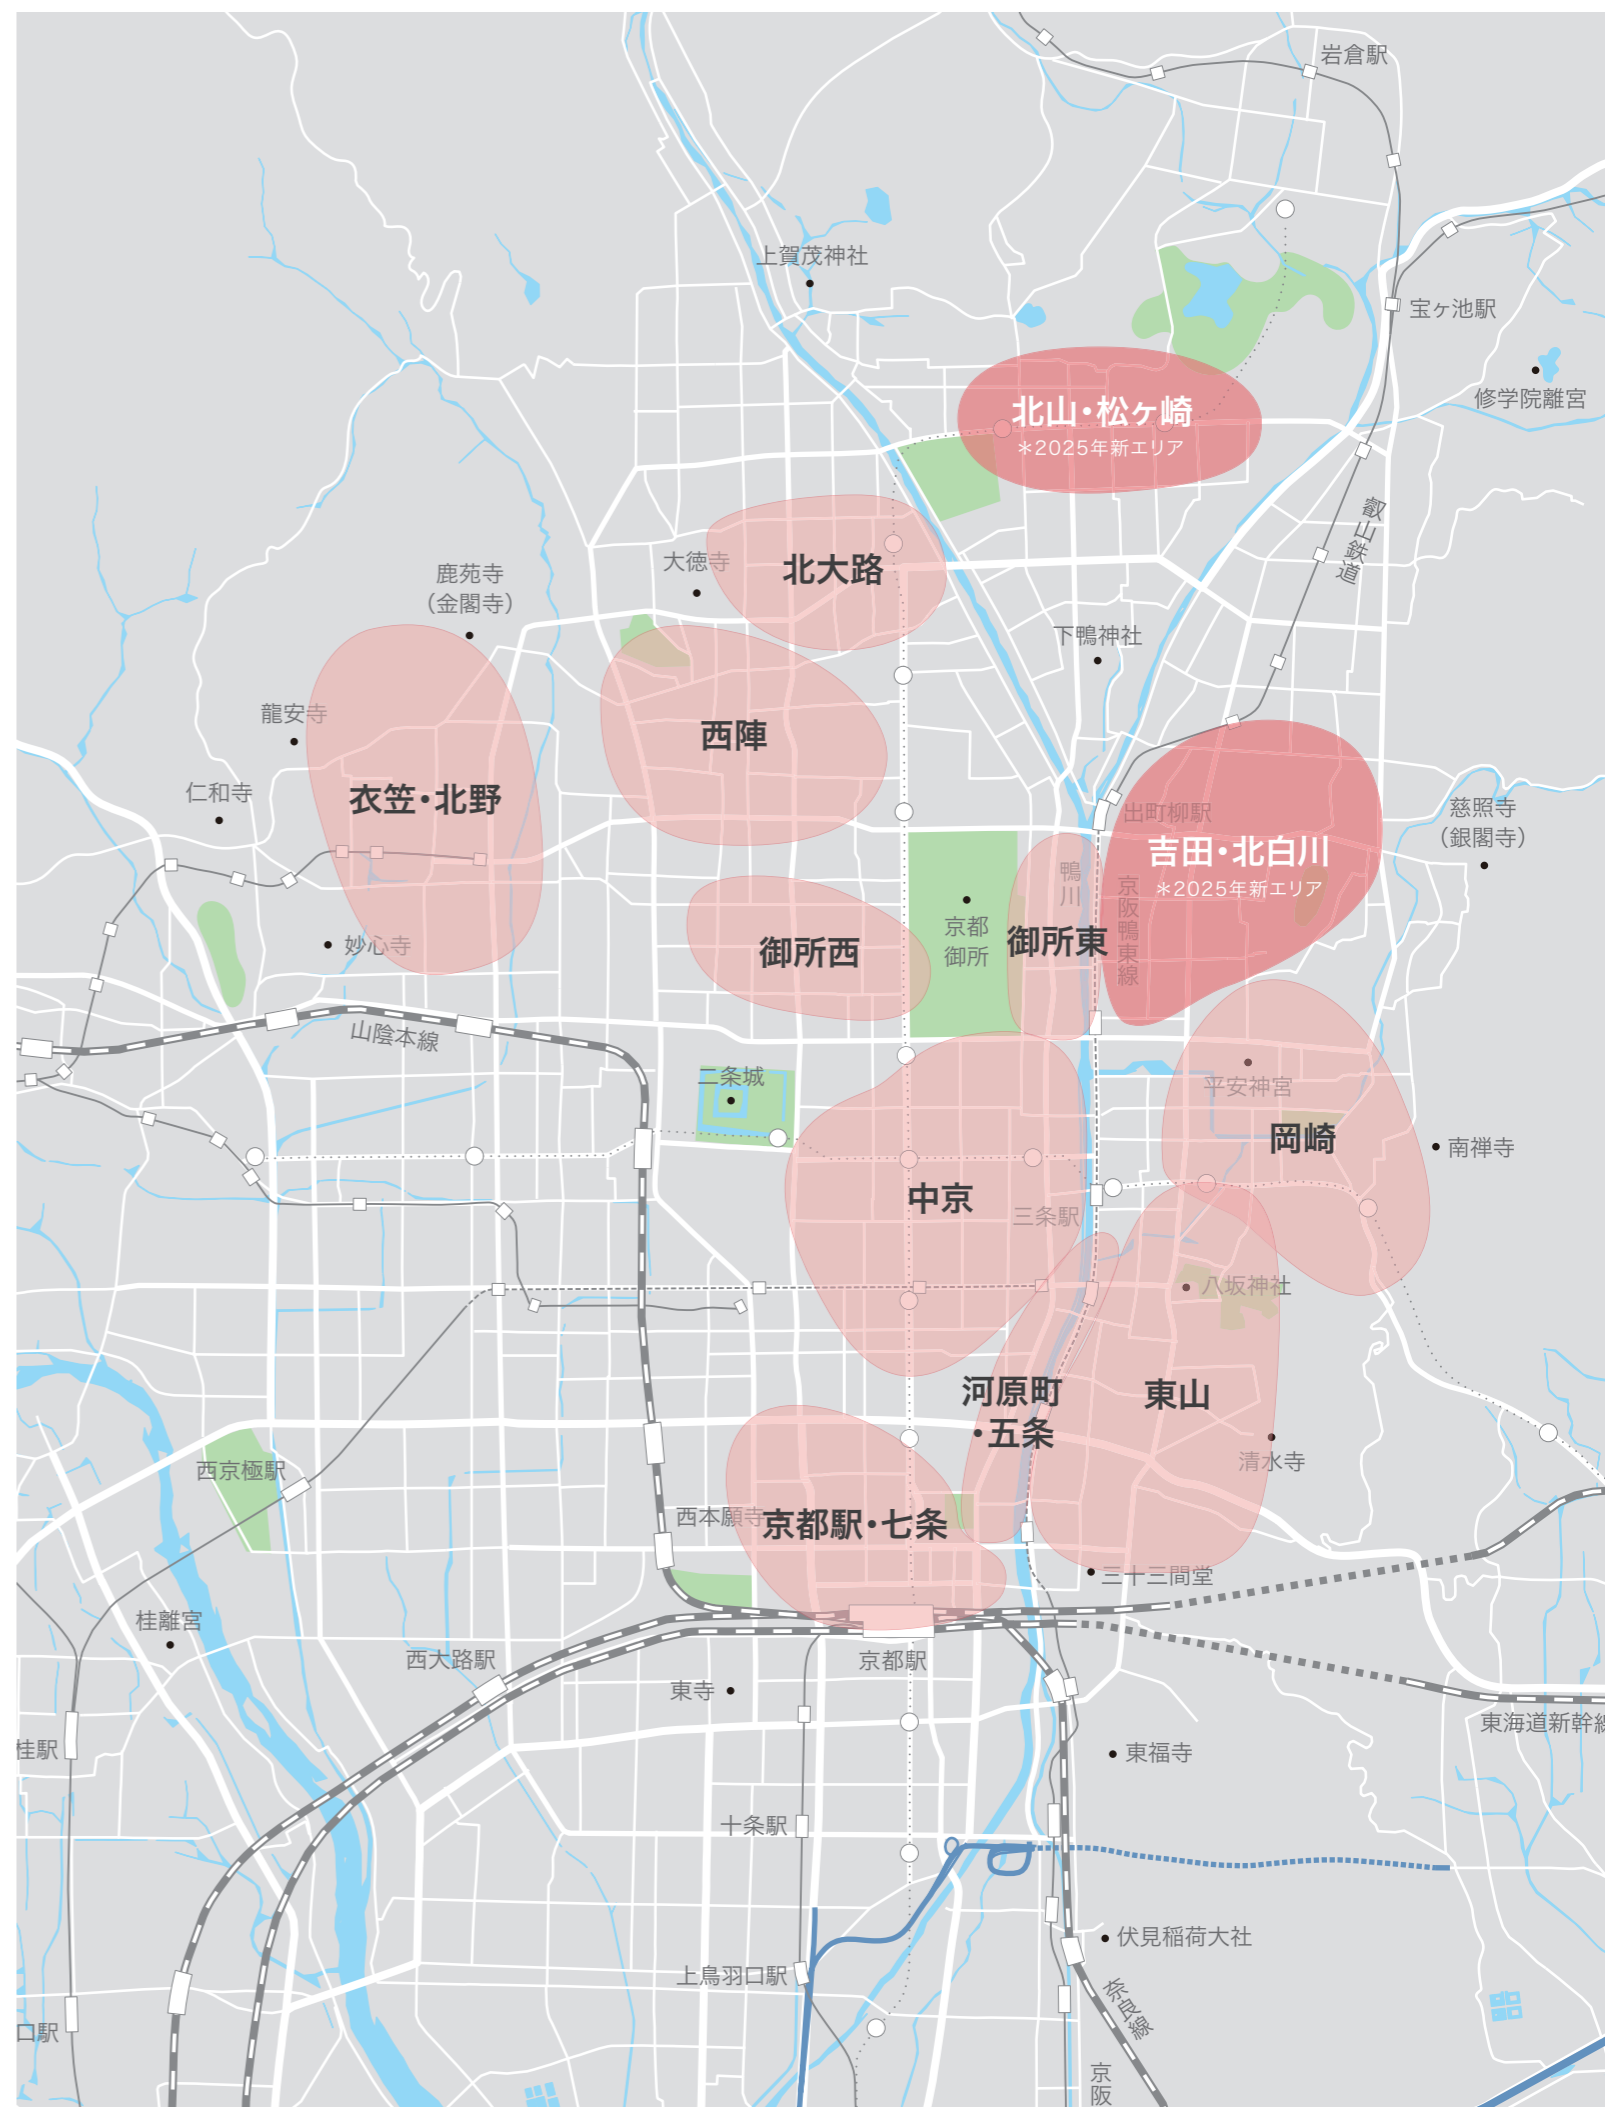 岩倉駅
上賀茂神社
宝ヶ池駅
修学院離宮
北山・松ヶ崎
＊2025年新エリア
叡山鉄道
大徳寺
北大路
鹿苑寺
（金閣寺）
下鴨神社
龍安寺
西陣
仁和寺
衣笠・北野
出町柳駅
慈照寺
（銀閣寺）
吉田・北白川
＊2025年新エリア
鴨川
京阪鴨東線
妙心寺
御所西
京都
御所
御所東
山陰本線
二条城
平安神宮
岡崎
南禅寺
中京
三条駅
八坂神社
河原町
・五条
東山
清水寺
西京極駅
西本願寺
京都駅・七条
三十三間堂
桂離宮
西大路駅
京都駅
東寺
東海道新幹線
桂駅
東福寺
十条駅
伏見稲荷大社
上鳥羽口駅
奈良線
口駅
京阪